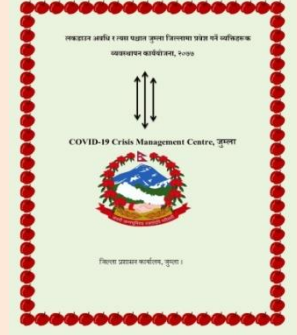 लकडाउन अवधि र त्यस पश्चात जुम्ला जिल्लामा प्रवेश गर्ने व्यक्तिहरूक
व्यवस्थापन कार्ययोजना, २०७७
COVID-19 Crisis Management Centre, जुम्ला
जिल्ला प्रशासन कार्यालय, जुम्ला ।